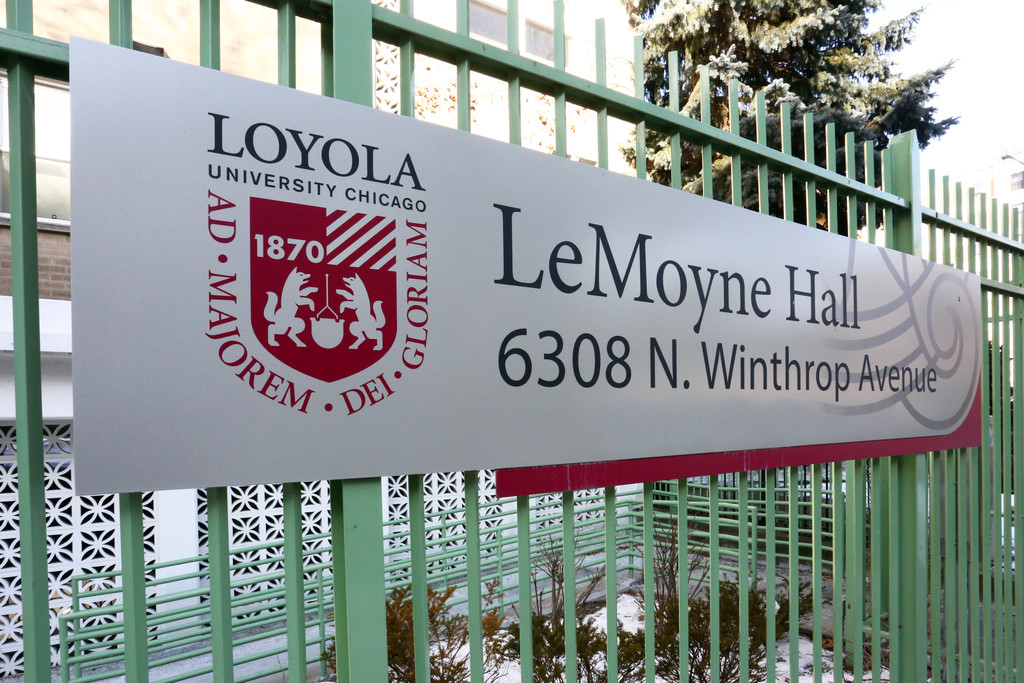 LOYOLA
UNIVERSITY CHICAGO
AD • MAJOREM • DEI • GLORIAM
1870
LeMoyne Hall
6308 N. Winthrop Avenue